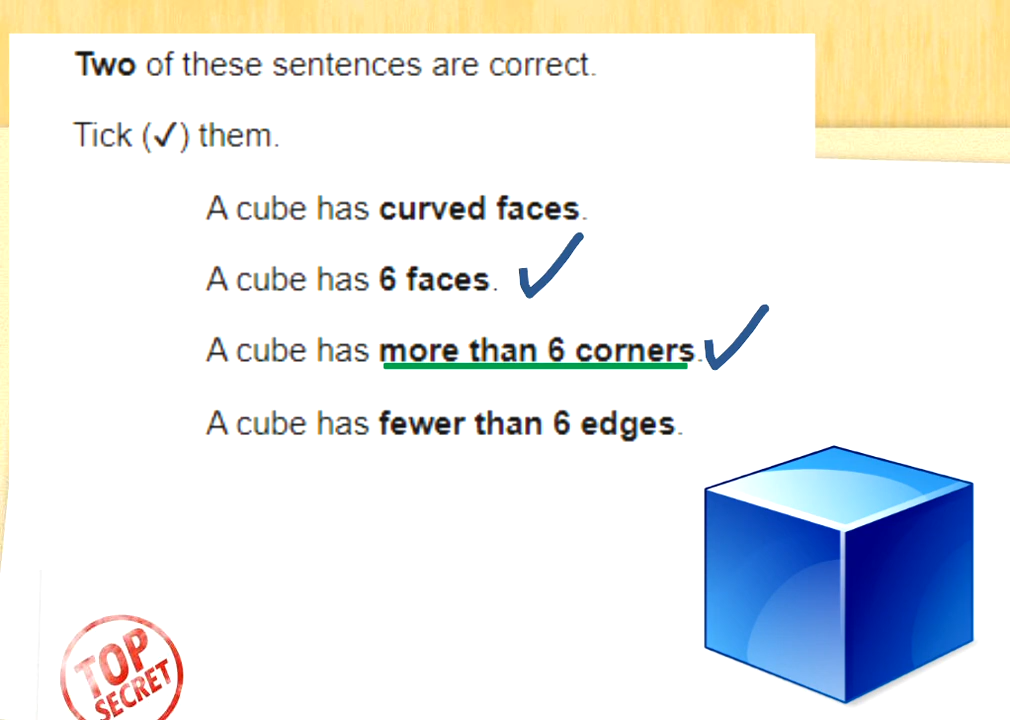 Two of these sentences are correct.
Tick (✓) them.
A cube has curved faces.
A cube has 6 faces.
A cube has more than 6 corners.
A cube has fewer than 6 edges.
TOP
SECRET